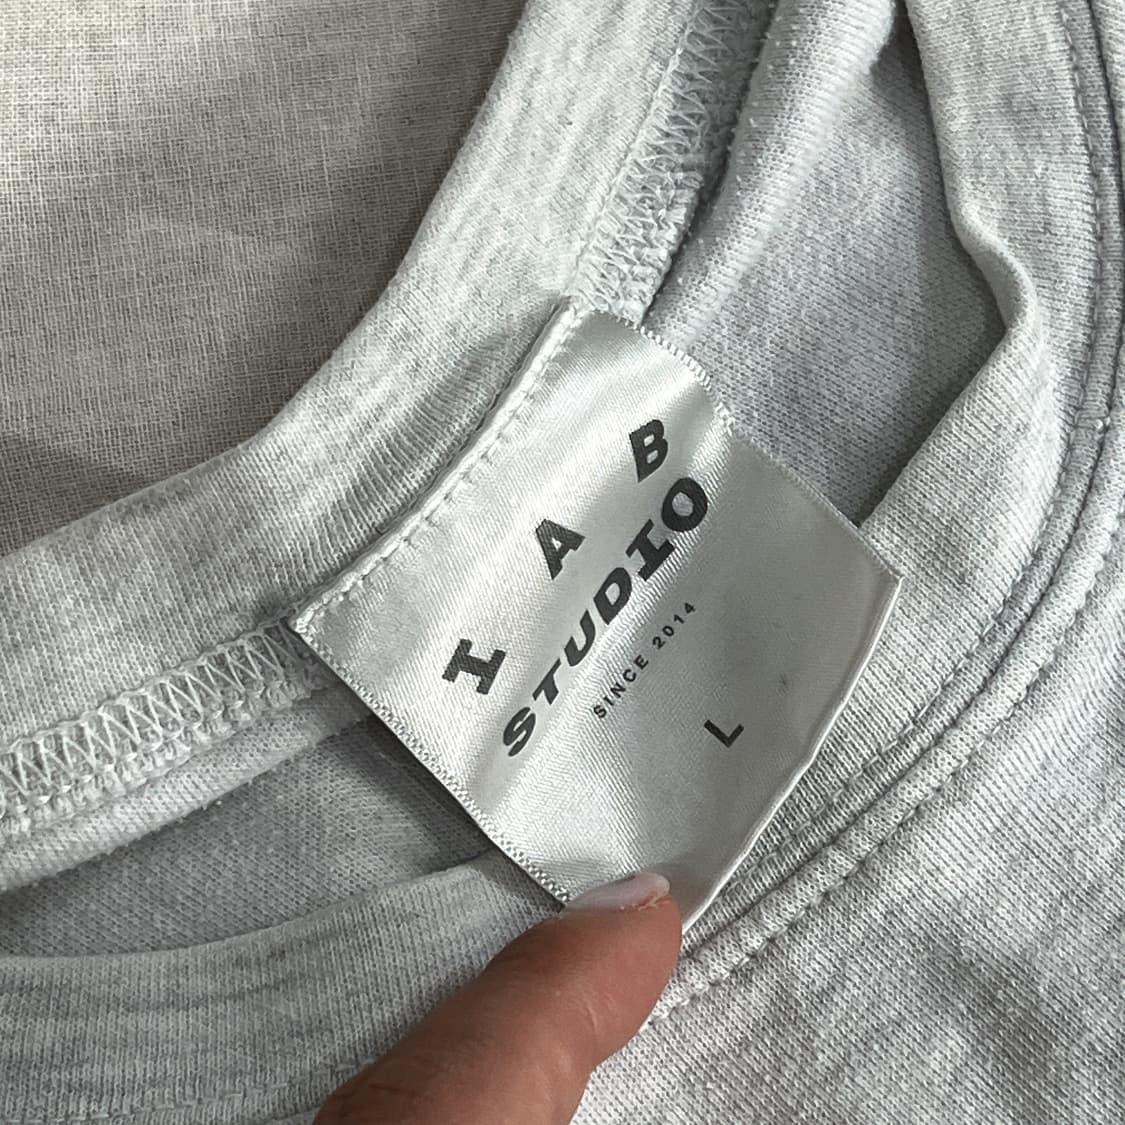 I A B
STUDIO
SINCE 2014
L